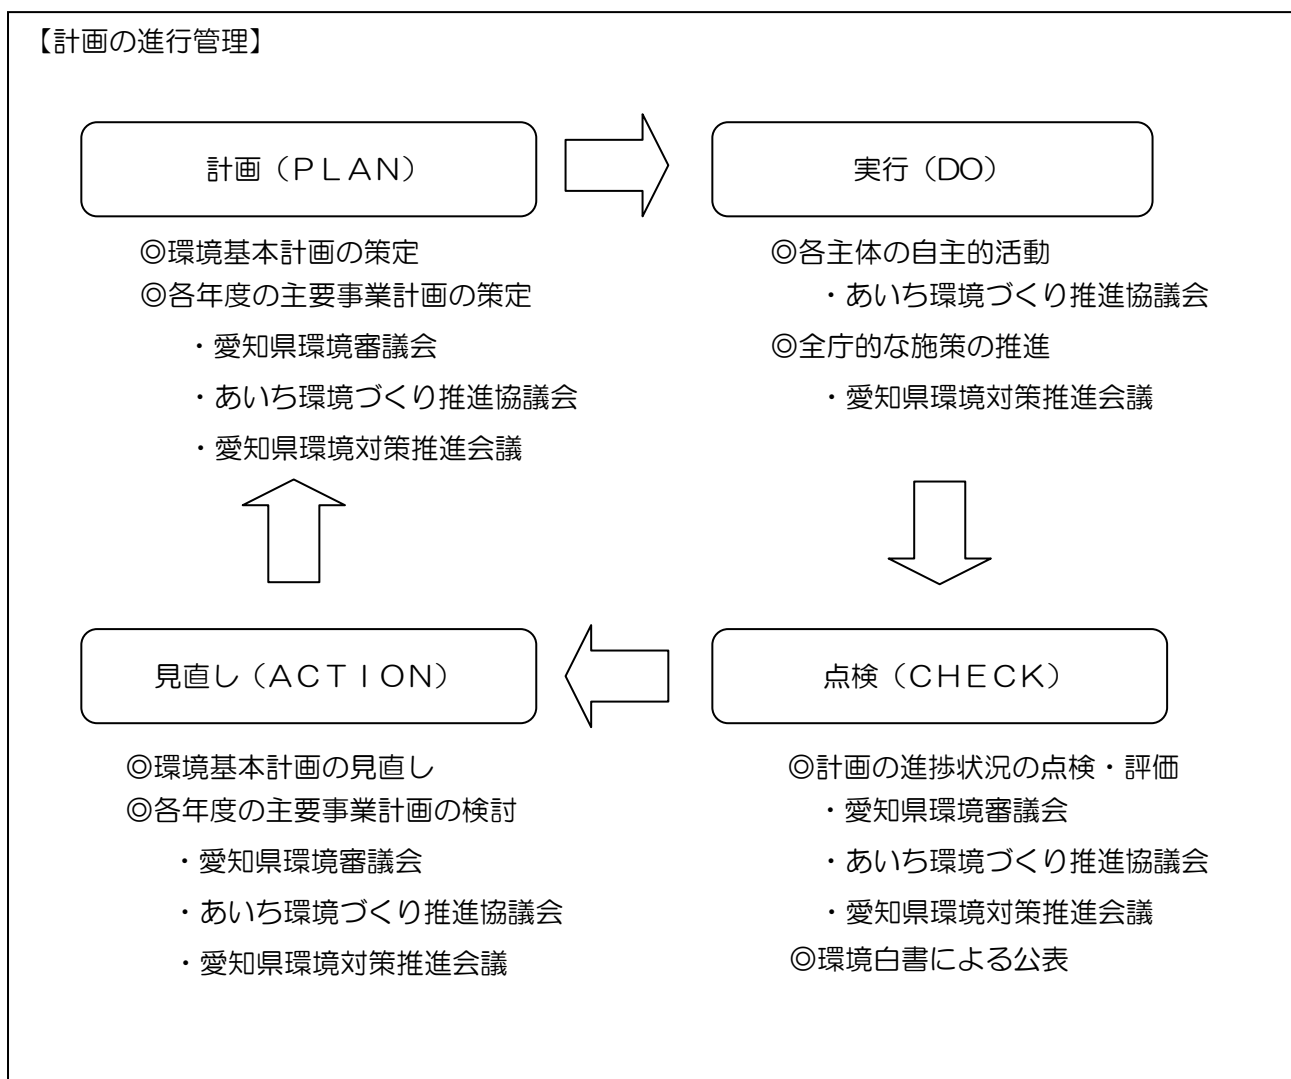 【計画の進行管理】
計画（ＰＬＡＮ）
◎環境基本計画の策定
◎各年度の主要事業計画の策定
・愛知県環境審議会
・あいち環境づくり推進協議会
・愛知県環境対策推進会議
実行（DO）
◎各主体の自主的活動
・あいち環境づくり推進協議会
◎全庁的な施策の推進
・愛知県環境対策推進会議
点検（ＣＨＥＣＫ）
◎計画の進捗状況の点検・評価
・愛知県環境審議会
・あいち環境づくり推進協議会
・愛知県環境対策推進会議
◎環境白書による公表
見直し（ＡＣＴＩＯＮ）
◎環境基本計画の見直し
◎各年度の主要事業計画の検討
・愛知県環境審議会
・あいち環境づくり推進協議会
・愛知県環境対策推進会議